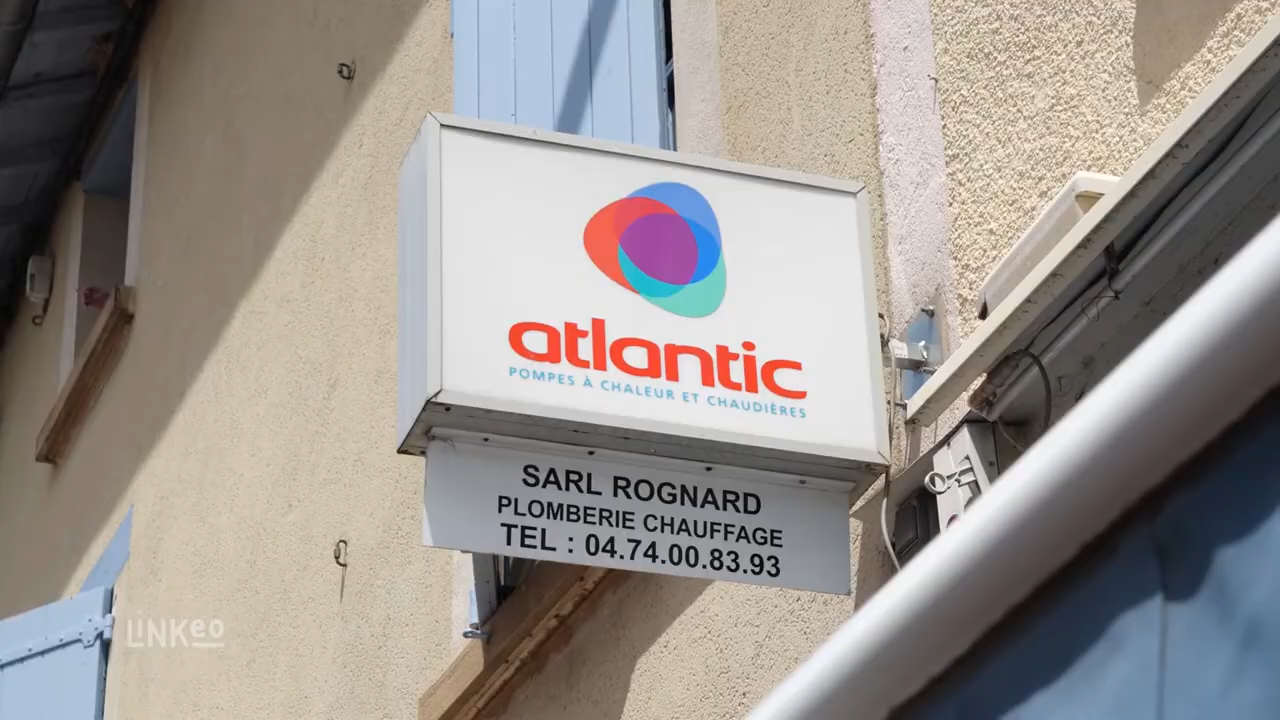 atlantic
POMPES À CHALEUR ET CHAUDIÈRES
SARL ROGNARD
PLOMBERIE CHAUFFAGE
TEL : 04.74.00.83.93
LINKeo